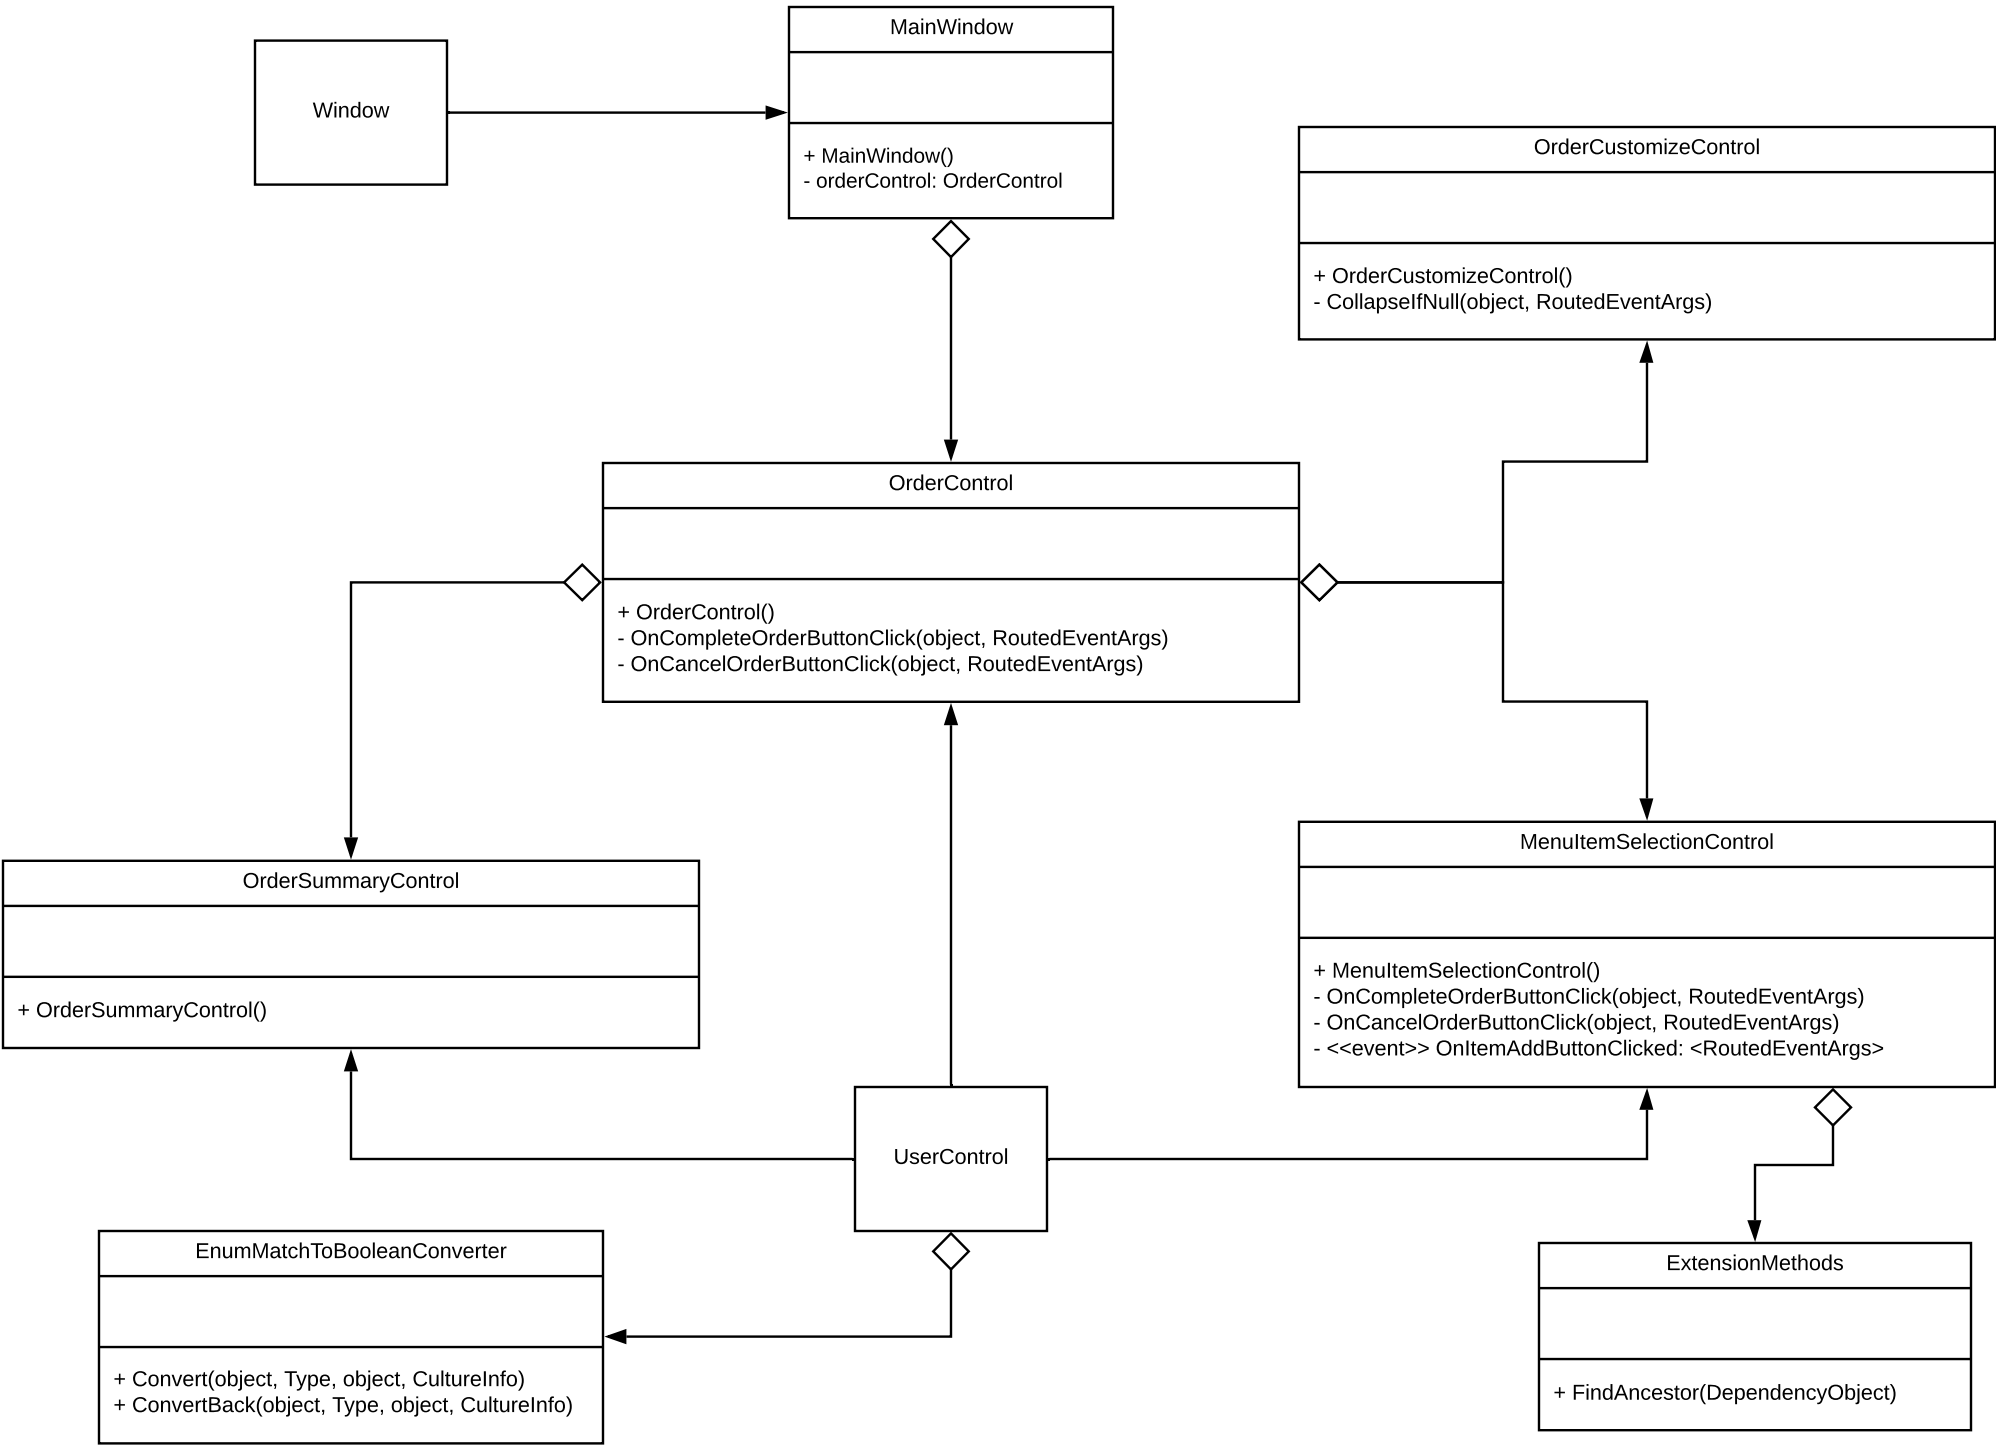 MainWindow
Window
+ MainWindow()
- orderControl: OrderControl
OrderCustomizeControl
+ OrderCustomizeControl()
- CollapseIfNull(object, RoutedEventArgs)
OrderControl
+ OrderControl()
- OnCompleteOrderButtonClick(object, RoutedEventArgs)
- OnCancelOrderButtonClick(object, RoutedEventArgs)
OrderSummaryControl
+ OrderSummaryControl()
MenuItemSelectionControl
+ MenuItemSelectionControl()
- OnCompleteOrderButtonClick(object, RoutedEventArgs)
- OnCancelOrderButtonClick(object, RoutedEventArgs)
- <<event>> OnItemAddButtonClicked: <RoutedEventArgs>
UserControl
EnumMatchToBooleanConverter
+ Convert(object, Type, object, CultureInfo)
+ ConvertBack(object, Type, object, CultureInfo)
ExtensionMethods
+ FindAncestor(DependencyObject)